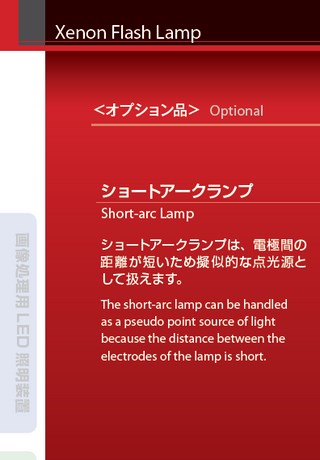 Xenon Flash Lamp
＜オプション品＞ Optional
ショートアークランプ
Short-arc Lamp
ショートアークランプは、電極間の
距離が短いため擬似的な点光源と
して扱えます。
The short-arc lamp can be handled
as a pseudo point source of light
because the distance between the
electrodes of the lamp is short.
画像処理用 LED 照明装置